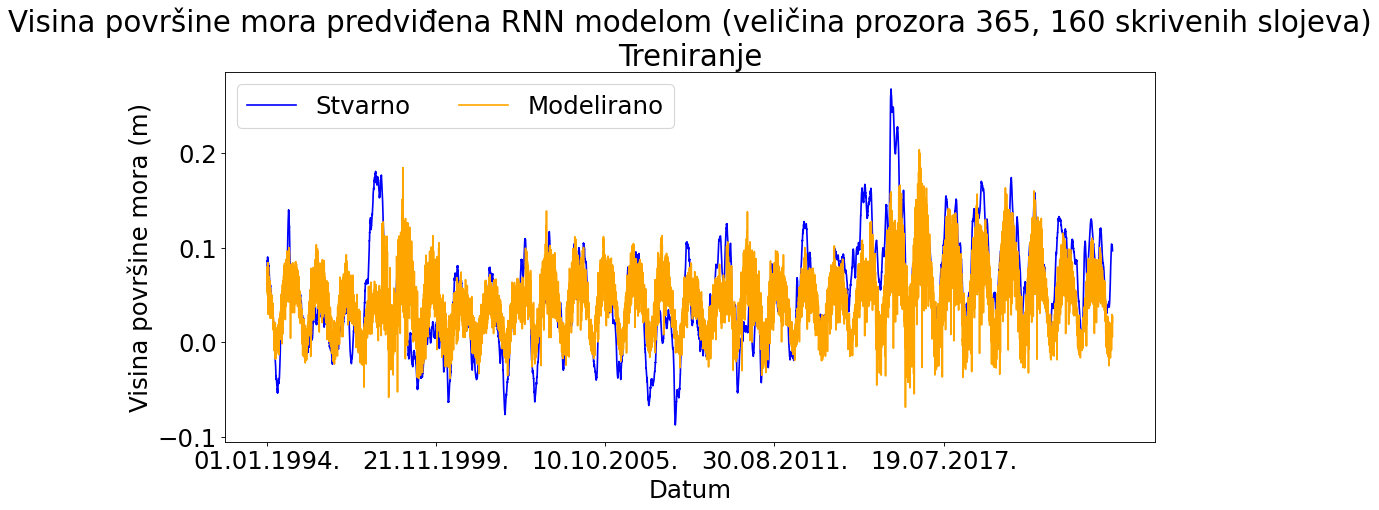 Visina površine mora predviđena RNN modelom (veličina prozora 365, 160 skrivenih slojeva)
Treniranje
Stvarno
Modelirano
Visina površine mora (m)
0.2
0.1
0.0
−0.1
01.01.1994.
21.11.1999.
10.10.2005.
30.08.2011.
19.07.2017.
Datum